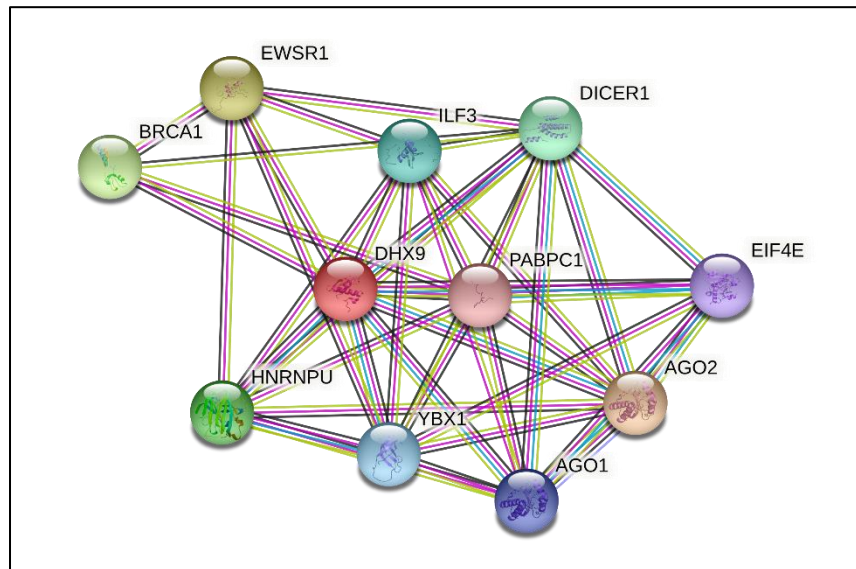 EWSR1
DICER1
ILF3
BRCA1
DHX9
PABPC1
EIF4E
HNRNPU
AGO2
YBX1
AGO1